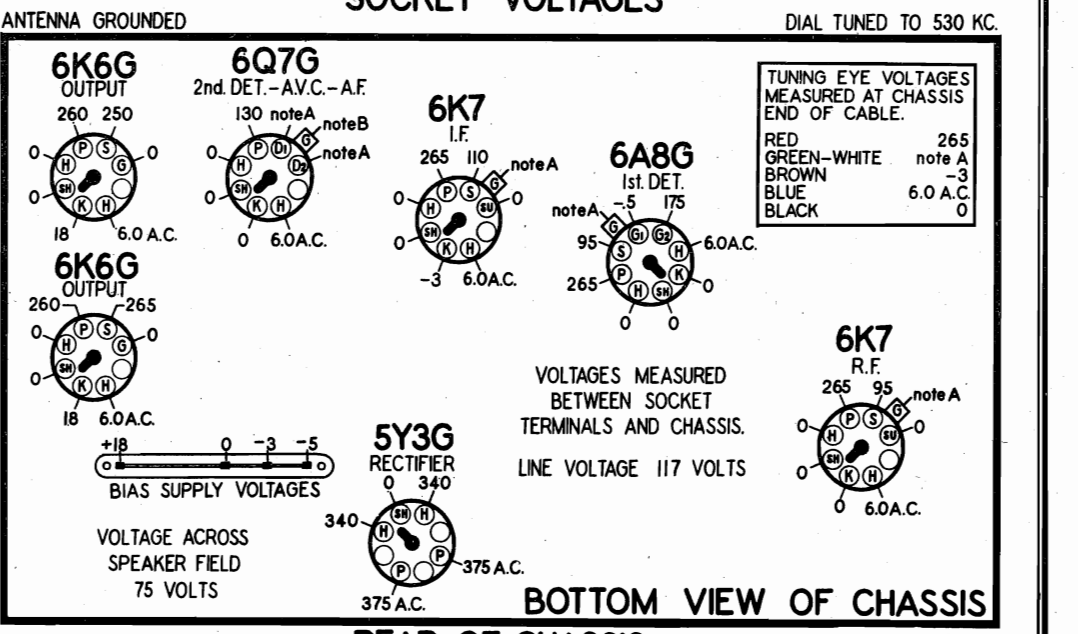 SOCKET VOLTAGES
ANTENNA GROUNDED
DIAL TUNED TO 530 KC.
6K6G
OUTPUT
260 250
0 P S 0
H G
0 SH
K H
18 6.0 A.C.
6Q7G
2nd. DET.-A.V.C.-A.F.
130 noteA
noteB
0 P D1 G
noteA
H D2
SH
K H
0 6.0A.C.
6K7
I.F.
265 110
noteA
0 P S G
H SU 0
0 SH
K H
-3 6.0A.C.
6A8G
1st. DET.
noteA -.5 175
G G1 G2
95 S H 6.0A.C.
265 P K 0
H SH
0 0
TUNING EYE VOLTAGES
MEASURED AT CHASSIS
END OF CABLE.
RED 265
GREEN-WHITE note A
BROWN -3
BLUE 6.0 A.C.
BLACK 0
6K6G
OUTPUT
260 265
0 P S 0
H G
0 SH
K H
18 6.0A.C.
+18 0 -3 -5
BIAS SUPPLY VOLTAGES
VOLTAGE ACROSS
SPEAKER FIELD
75 VOLTS
5Y3G
RECTIFIER
0 340
340 SH H
H
P 375 A.C.
P
375 A.C.
VOLTAGES MEASURED
BETWEEN SOCKET
TERMINALS AND CHASSIS.
LINE VOLTAGE 117 VOLTS
6K7
R.F.
265 95
noteA
0 P S G
H SU 0
0 SH
K H
0 6.0A.C.
BOTTOM VIEW OF CHASSIS
REAR OF CHASSIS